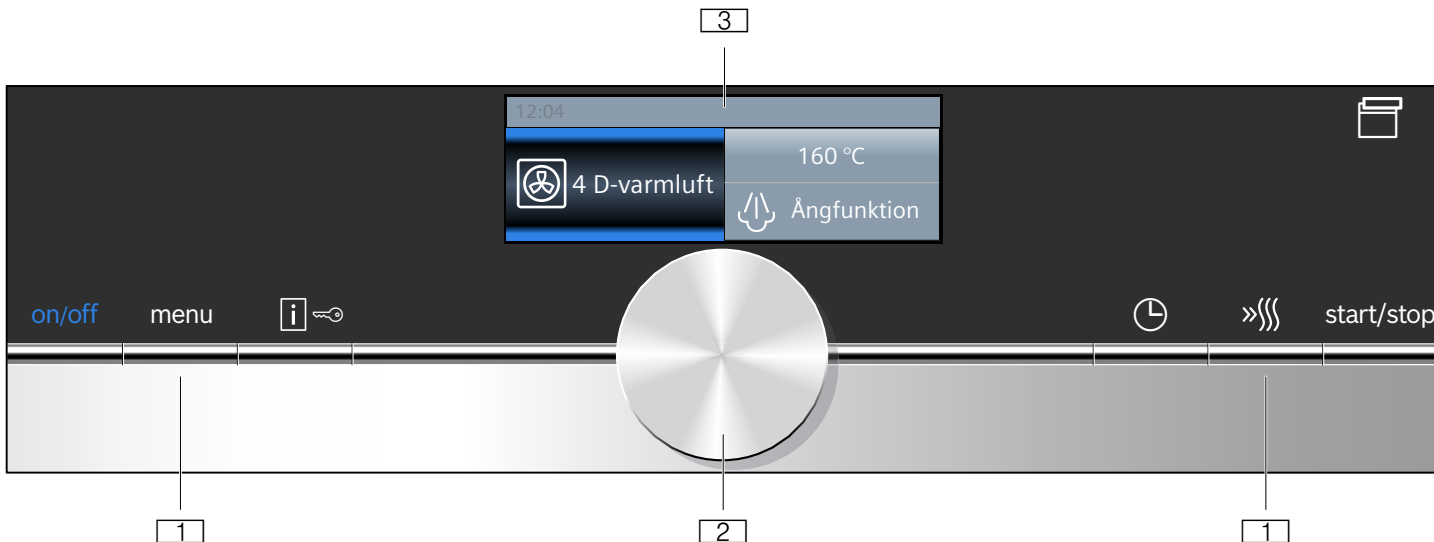 3
12:04
160 °C
4 D-varmluft
Ångfunktion
on/off menu i start/stop
1 2 1